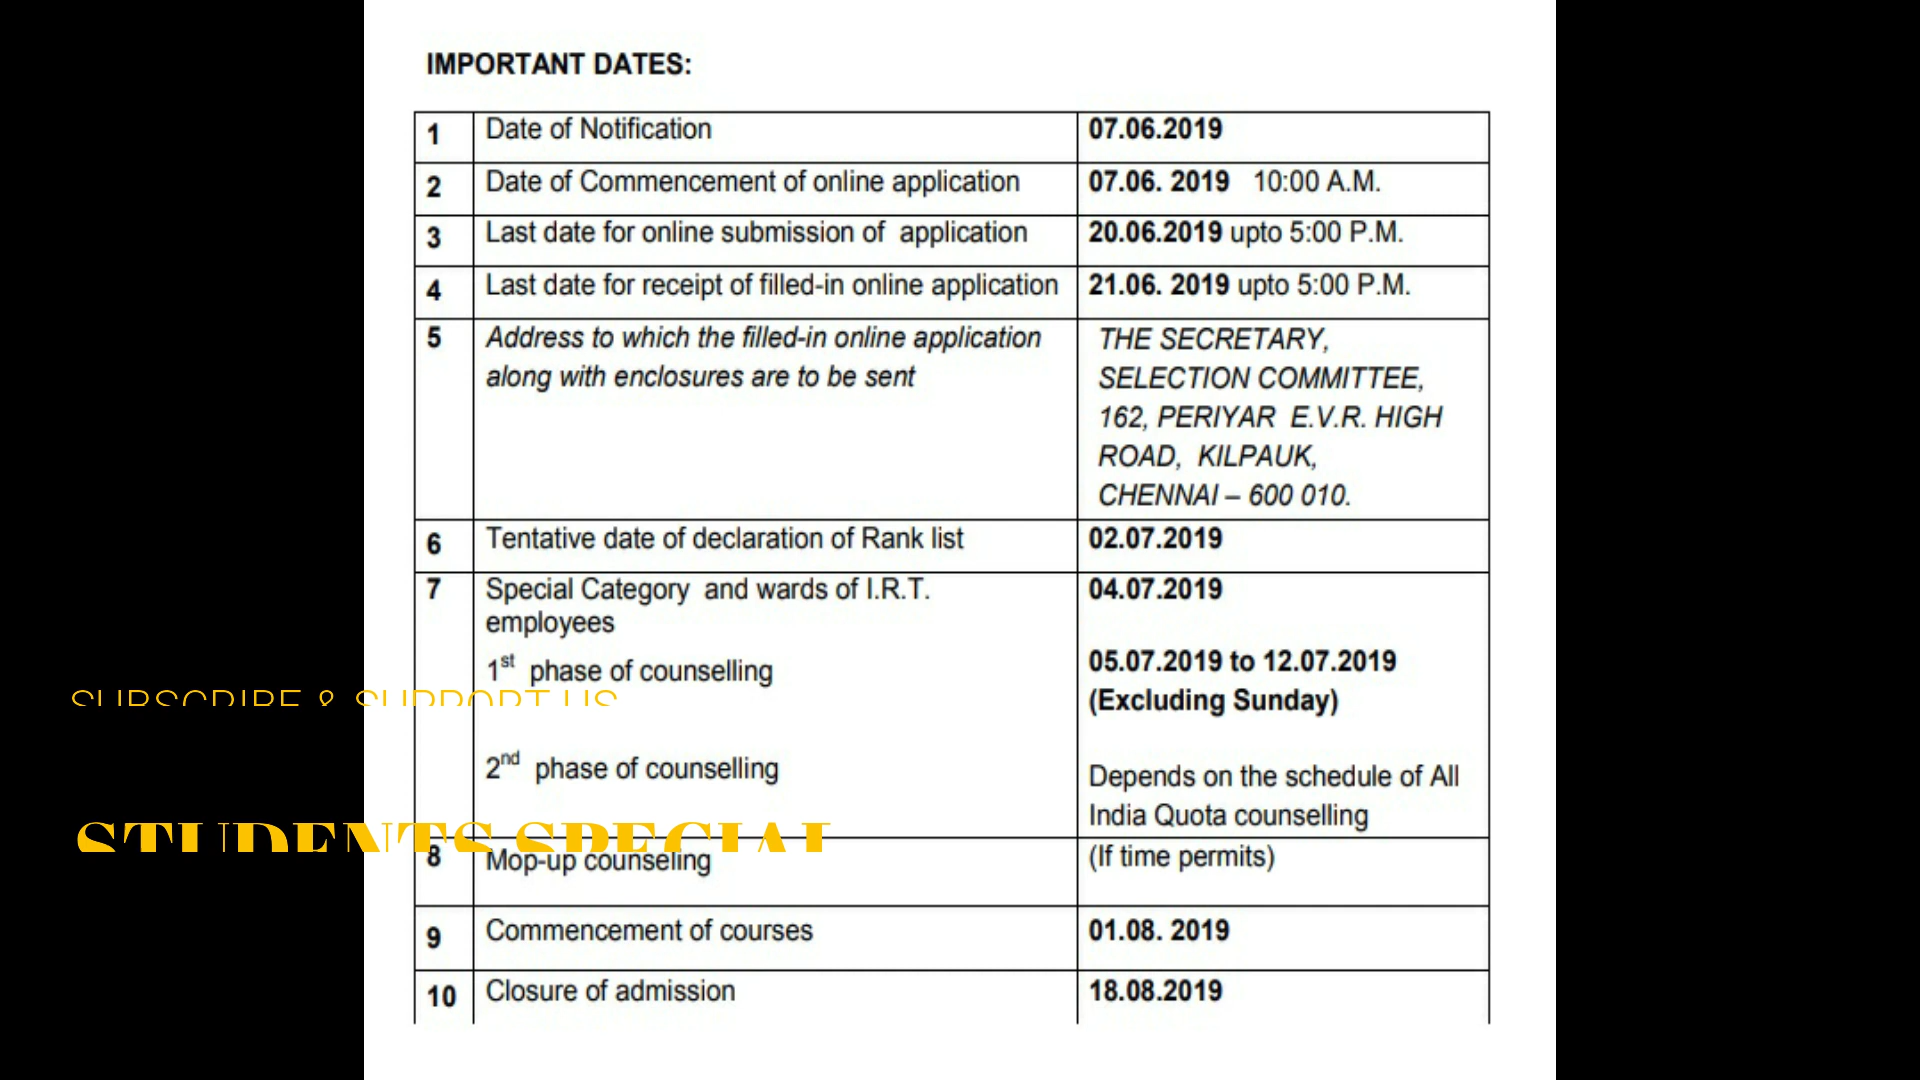 IMPORTANT DATES:
1 Date of Notification 07.06.2019
2 Date of Commencement of online application 07.06. 2019 10:00 A.M.
3 Last date for online submission of application 20.06.2019 upto 5:00 P.M.
4 Last date for receipt of filled-in online application 21.06. 2019 upto 5:00 P.M.
5 Address to which the filled-in online application
along with enclosures are to be sent
THE SECRETARY,
SELECTION COMMITTEE,
162, PERIYAR E.V.R. HIGH
ROAD, KILPAUK,
CHENNAI – 600 010.
6 Tentative date of declaration of Rank list 02.07.2019
7 Special Category and wards of I.R.T.
employees
04.07.2019
1st phase of counselling
05.07.2019 to 12.07.2019
(Excluding Sunday)
2nd phase of counselling
Depends on the schedule of All
India Quota counselling
8 Mop-up counseling (If time permits)
9 Commencement of courses 01.08. 2019
10 Closure of admission 18.08.2019
SUBSCRIBE & SUPPORT US
STUDENTS SPECIAL